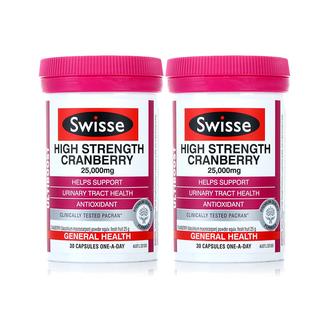 Swisse
HIGH STRENGTH
CRANBERRY
25,000mg
HELPS SUPPORT
URINARY TRACT HEALTH
ANTIOXIDANT
CLINICALLY TESTED PACRAN
GENERAL HEALTH
30 CAPSULES ONE-A-DAY
Swisse
HIGH STRENGTH
CRANBERRY
25,000mg
HELPS SUPPORT
URINARY TRACT HEALTH
ANTIOXIDANT
CLINICALLY TESTED PACRAN
GENERAL HEALTH
30 CAPSULES ONE-A-DAY